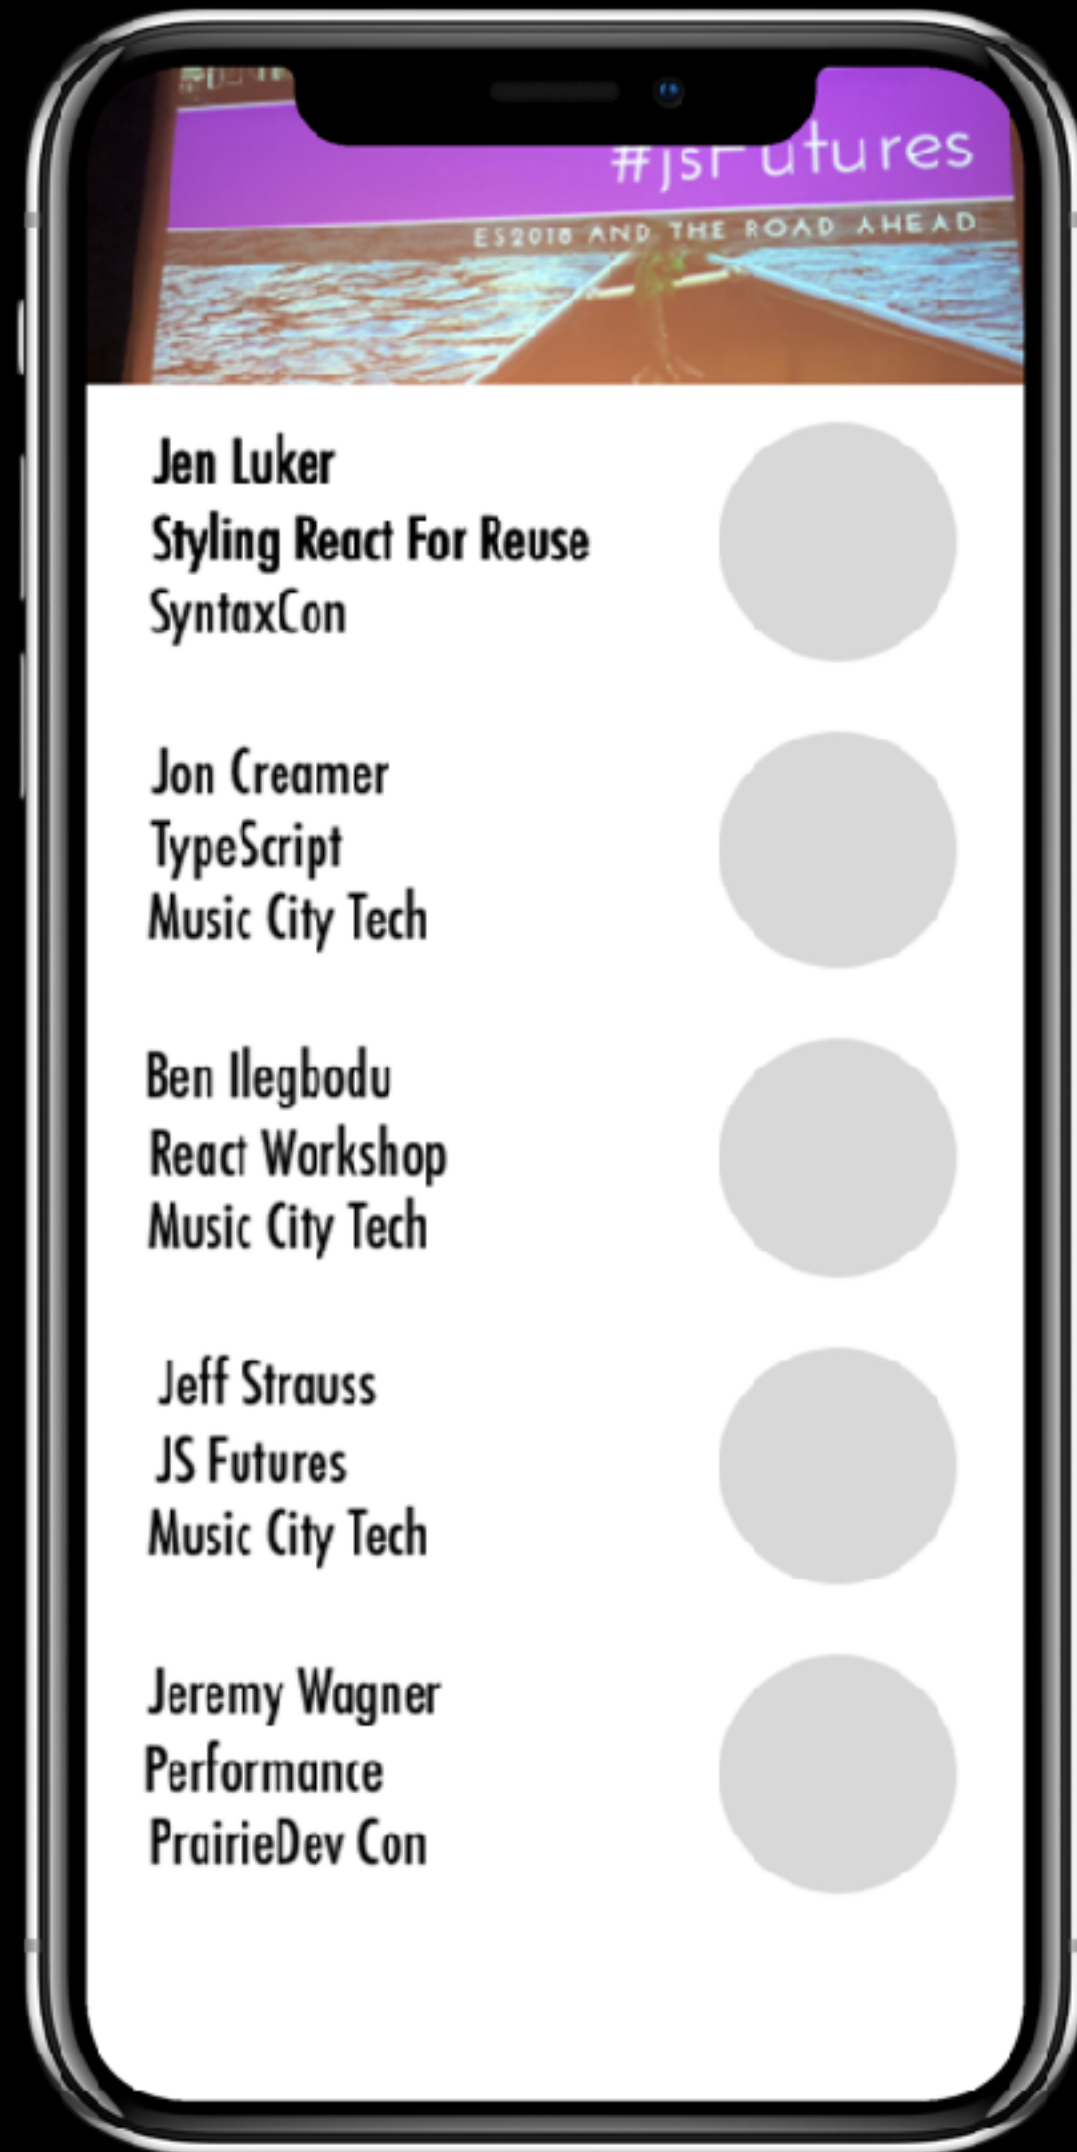 #jsFutures
ES2018 AND THE ROAD AHEAD
Jen Luker
Styling React For Reuse
SyntaxCon
Jon Creamer
TypeScript
Music City Tech
Ben Ilegbodu
React Workshop
Music City Tech
Jeff Strauss
JS Futures
Music City Tech
Jeremy Wagner
Performance
PrairieDev Con